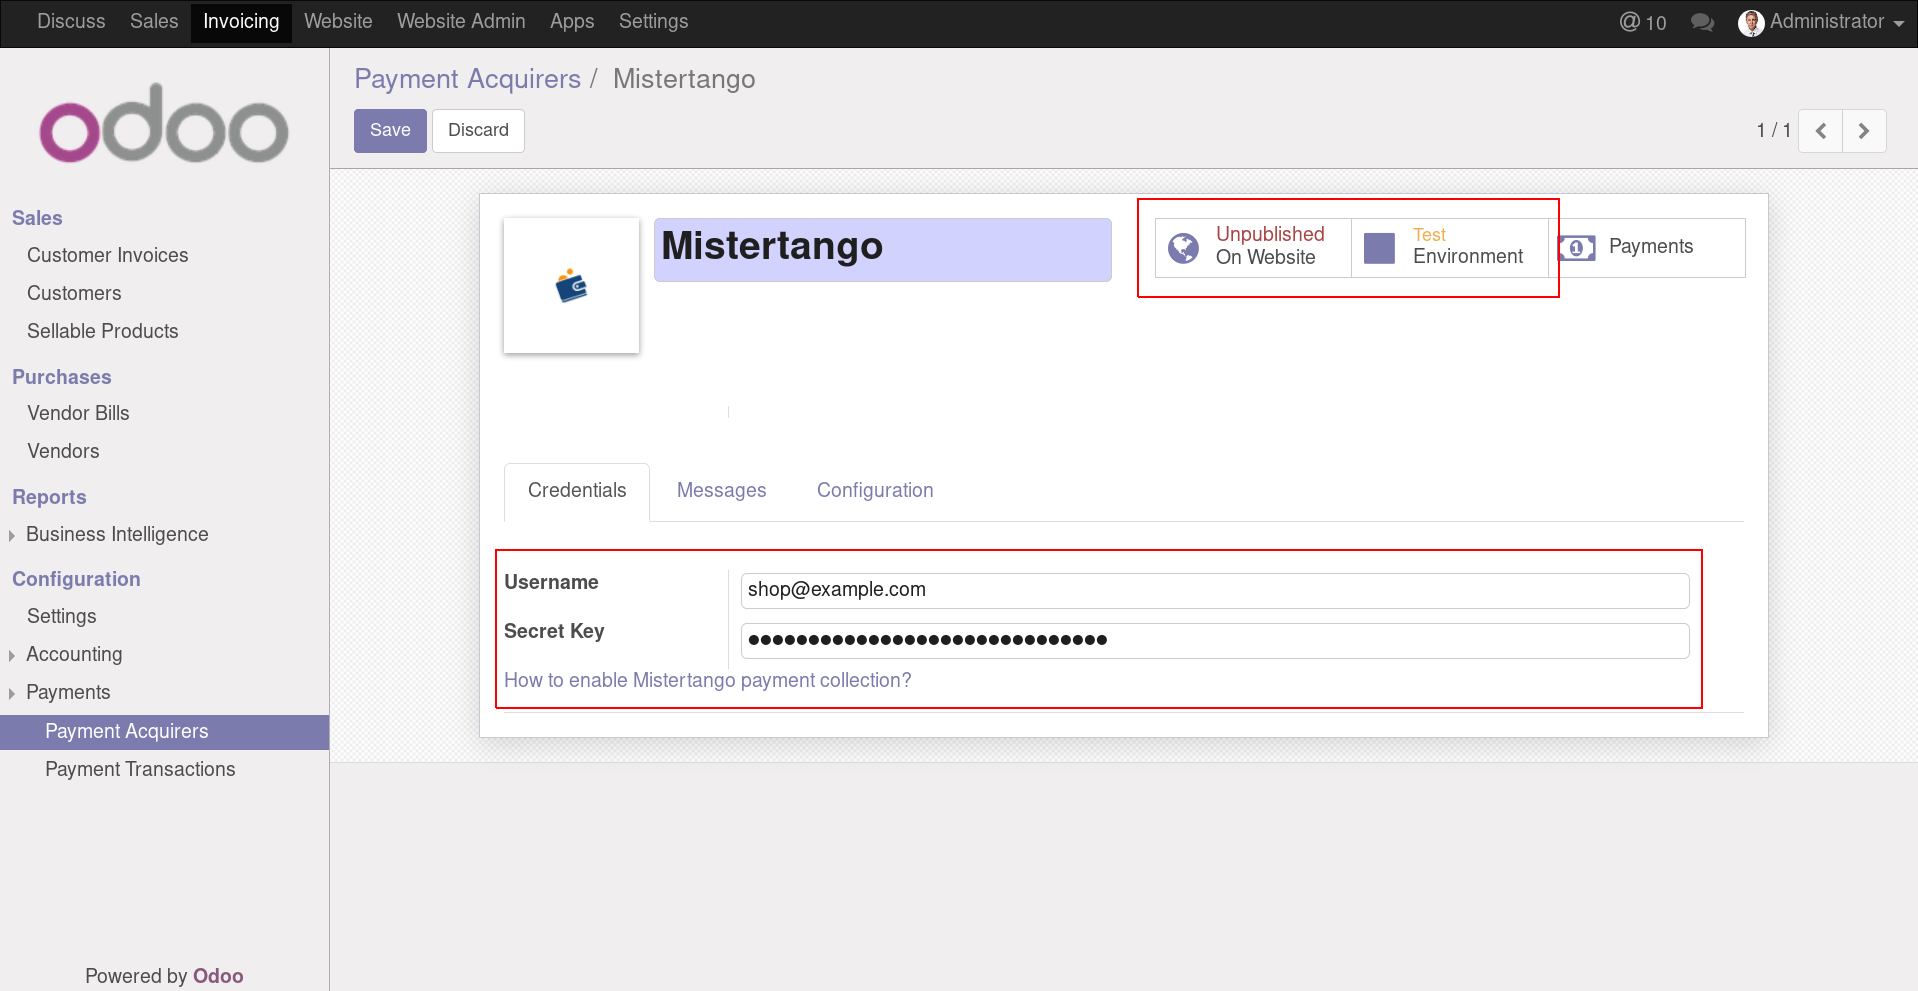 Discuss Sales Invoicing Website Website Admin Apps Settings @ 10 Administrator
odoo
Sales
Customer Invoices
Customers
Sellable Products
Purchases
Vendor Bills
Vendors
Reports
Business Intelligence
Configuration
Settings
Accounting
Payments
Payment Acquirers
Payment Transactions
Powered by Odoo
Payment Acquirers / Mistertango
Save Discard
1 / 1
Mistertango
Unpublished
On Website
Test
Environment
1
Payments
Credentials Messages Configuration
Username
shop@example.com
Secret Key
●●●●●●●●●●●●●●●●●●●●●●●●●●●●●●
How to enable Mistertango payment collection?